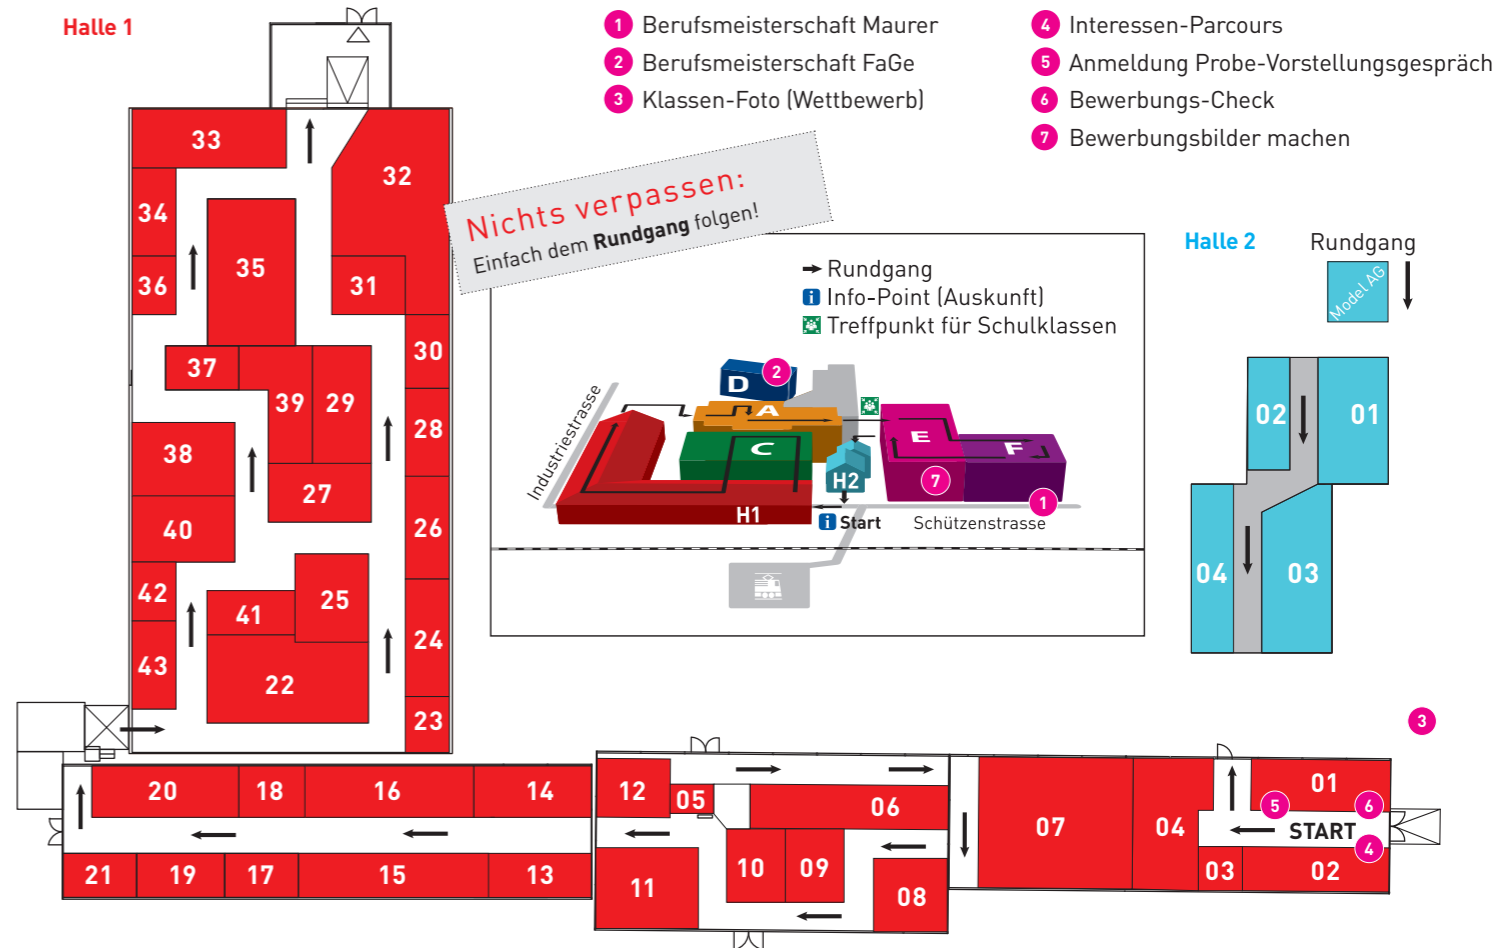 Halle 1
1 Berufsmeisterschaft Maurer
2 Berufsmeisterschaft FaGe
3 Klassen-Foto (Wettbewerb)
4 Interessen-Parcours
5 Anmeldung Probe-Vorstellungsgespräch
6 Bewerbungs-Check
7 Bewerbungsbilder machen
Nichts verpassen:
Einfach dem Rundgang folgen!
Rundgang
i Info-Point (Auskunft)
Treffpunkt für Schulklassen
Industriestrasse
D
2
A
C
E
F
H2
7
1
H1
i Start
Schützenstrasse
Halle 2
Rundgang
Model AG
02
01
04
03
33
32
34
36
35
31
30
37
39
29
28
38
27
40
26
42
41
25
24
43
22
23
3
20
18
16
14
12
05
06
07
04
01
5
6
START
4
21
19
17
15
13
11
10
09
08
03
02